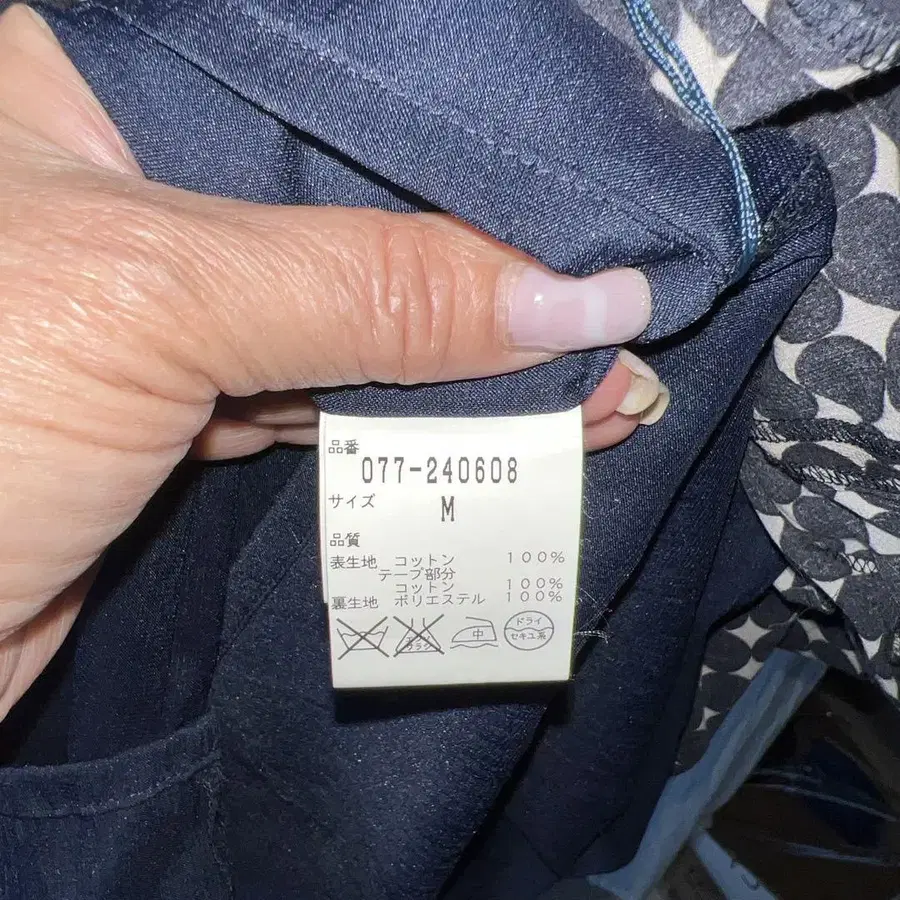 品番
077-240608
サイズ M
品質
表生地 コットン 100%
テープ部分
コットン 100%
裏生地 ポリエステル 100%
中 ドライ
セキユ系